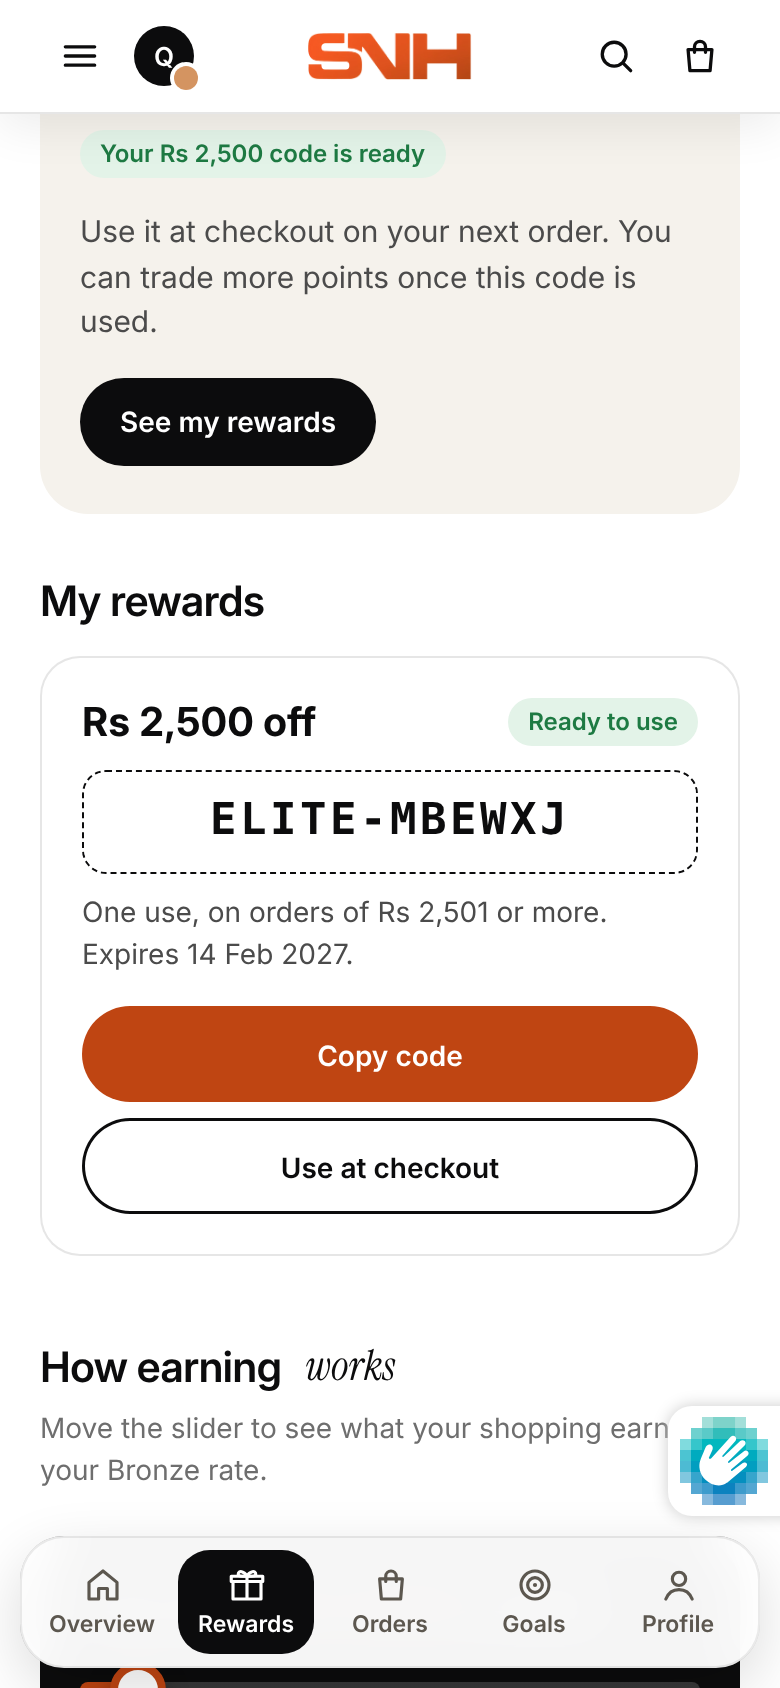 Q
SNH
Your Rs 2,500 code is ready
Use it at checkout on your next order. You
can trade more points once this code is
used.
See my rewards
My rewards
Rs 2,500 off
Ready to use
ELITE-MBEWXJ
One use, on orders of Rs 2,501 or more.
Expires 14 Feb 2027.
Copy code
Use at checkout
How earning works
Move the slider to see what your shopping earn
your Bronze rate.
Overview
Rewards
Orders
Goals
Profile